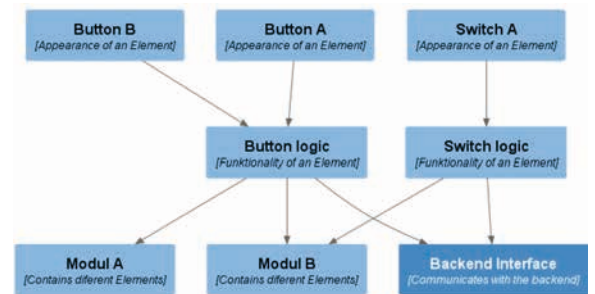 Button B
[Appearance of an Element]
Button A
[Appearance of an Element]
Switch A
[Appearance of an Element]
Button logic
[Funktionality of an Element]
Switch logic
[Funktionality of an Element]
Modul A
[Contains diferent Elements]
Modul B
[Contains diferent Elements]
Backend Interface
[Communicates with the backend]